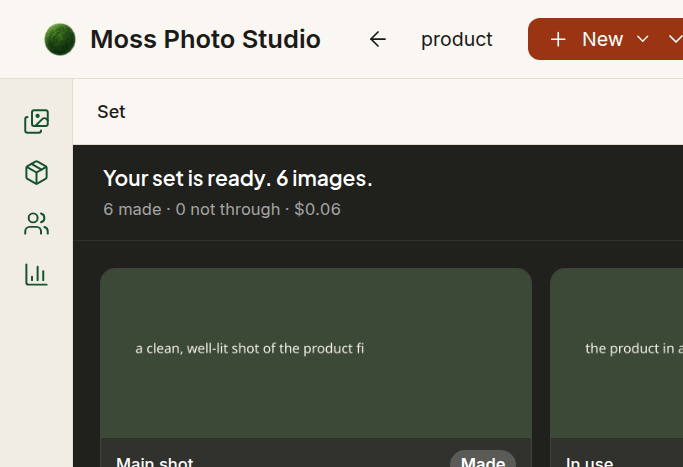 Moss Photo Studio
product
New
Set
Your set is ready. 6 images.
6 made · 0 not through · $0.06
a clean, well-lit shot of the product fi
the product in a
Main shot
Made
In use